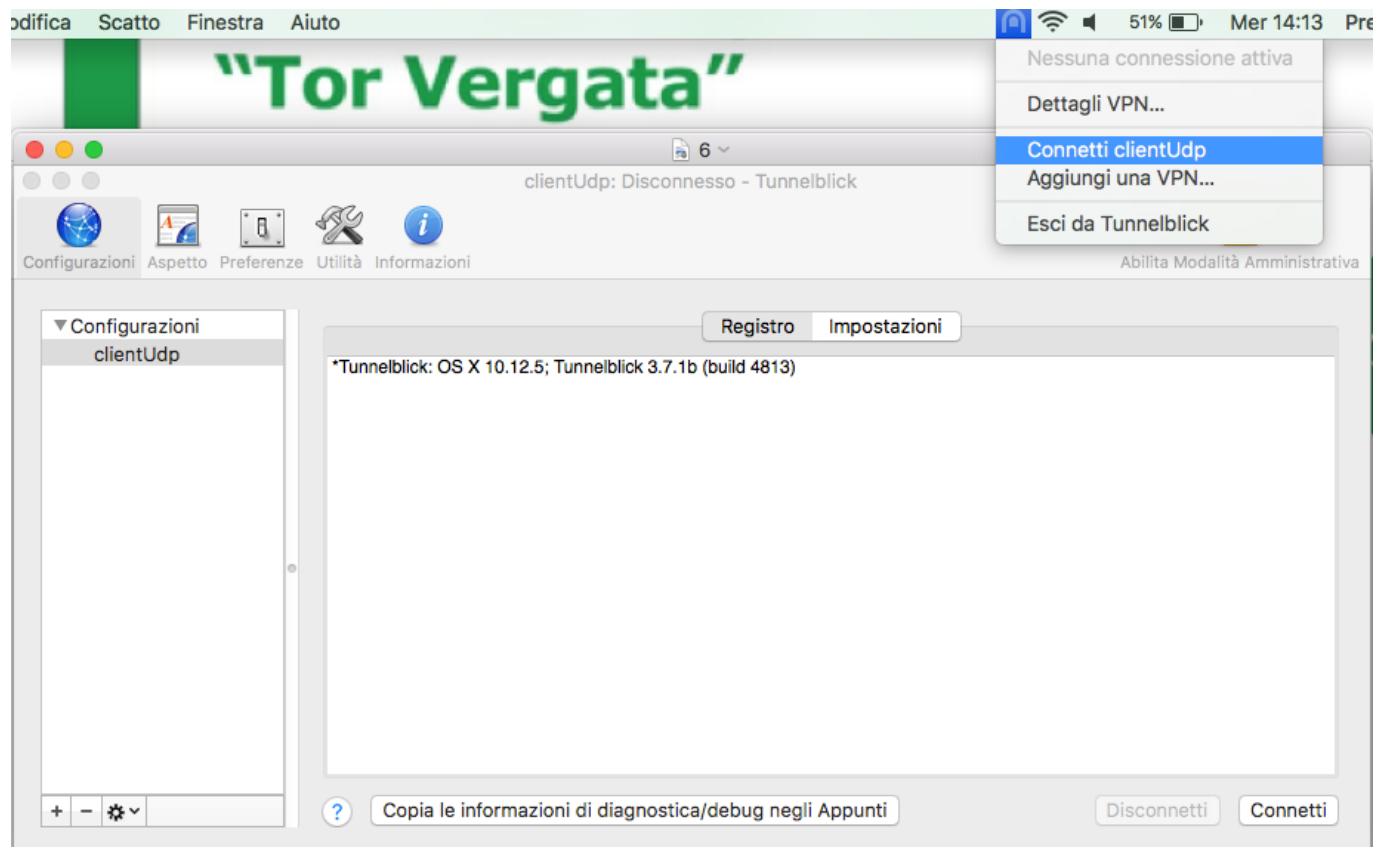 odifica Scatto Finestra Aiuto 51% Mer 14:13 Pre
"Tor Vergata"
Nessuna connessione attiva
Dettagli VPN...
Connetti clientUdp
Aggiungi una VPN...
Esci da Tunnelblick
6
clientUdp: Disconnesso - Tunnelblick
Configurazioni Aspetto Preferenze Utilità Informazioni Abilita Modalità Amministrativa
Configurazioni
clientUdp
Registro Impostazioni
*Tunnelblick: OS X 10.12.5; Tunnelblick 3.7.1b (build 4813)
+ - ? Copia le informazioni di diagnostica/debug negli Appunti Disconnetti Connetti